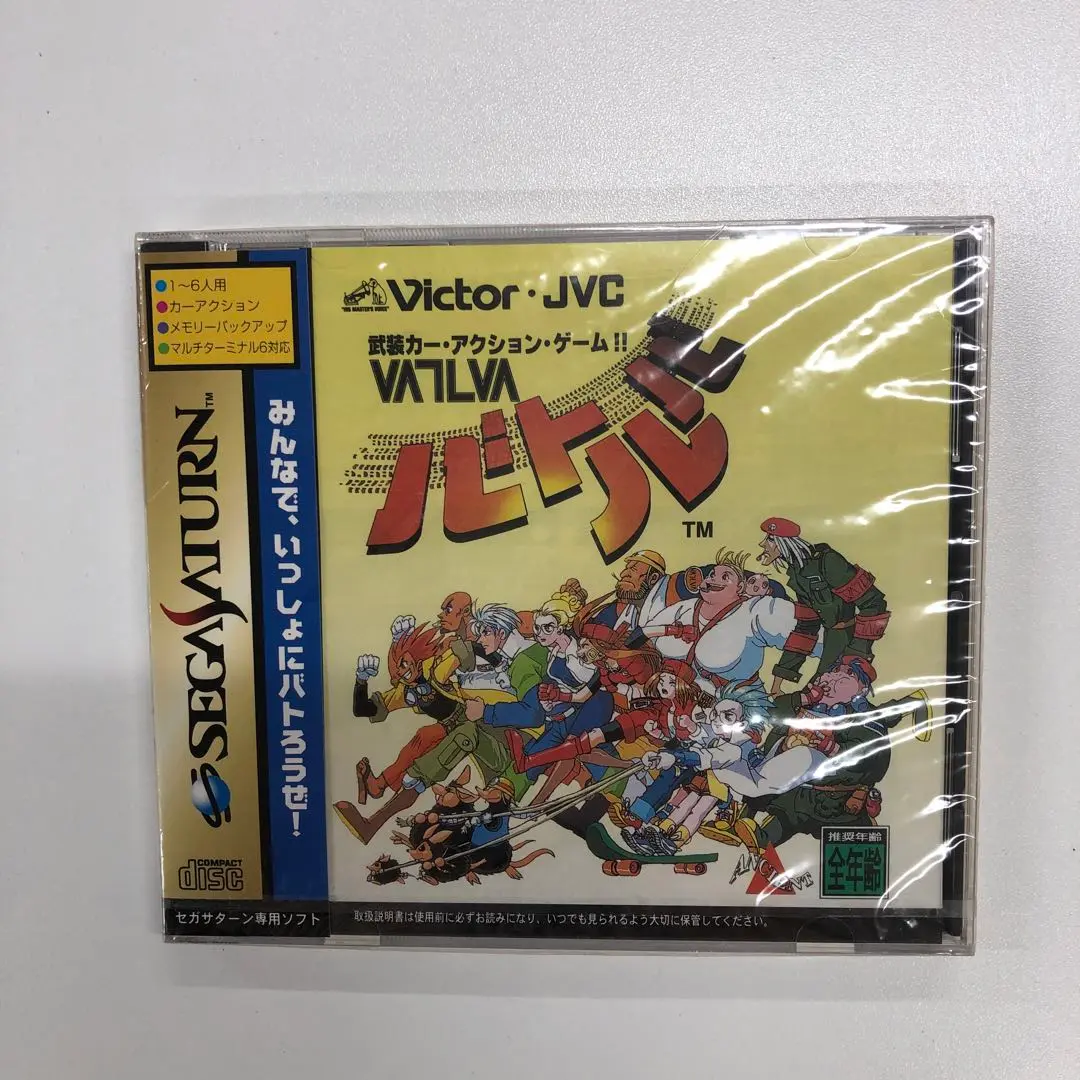 ●1〜6人用
●カーアクション
●メモリーバックアップ
●マルチターミナル6対応
SEGA SATURN™
みんなで、いっしょにバトろうぜ!
COMPACT
disc
セガサターン専用ソフト
"HIS MASTER'S VOICE"
Victor・JVC
武装カー・アクション・ゲーム!!
VATLVA
バトルバ
TM
ANCIENT
推奨年齢
全年齢
取扱説明書は使用前に必ずお読みになり、いつでも見られるよう大切に保管してください。